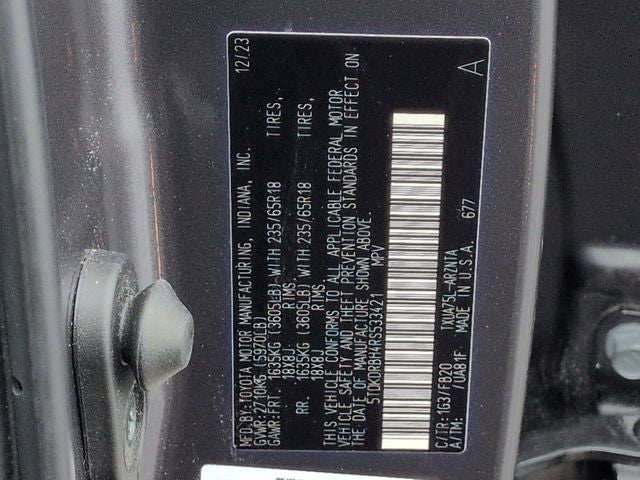 MFD.BY: TOYOTA MOTOR MANUFACTURING, INDIANA, INC. 12/23
GVWR: 2710KG (5970LB)
GAWR: FRT. 1635KG (3605LB) WITH 235/65R18 TIRES,
18X8J RIMS
RR. 1635KG (3605LB) WITH 235/65R18 TIRES,
18X8J RIMS
THIS VEHICLE CONFORMS TO ALL APPLICABLE FEDERAL MOTOR
VEHICLE SAFETY AND THEFT PREVENTION STANDARDS IN EFFECT ON
THE DATE OF MANUFACTURE SHOWN ABOVE.
5TDKDRBH4RS533421 MPV
C/TR: 1G3/FB20 TXUA75L-ARZNTA 677 A
A/TM: /UA81F MADE IN U.S.A.